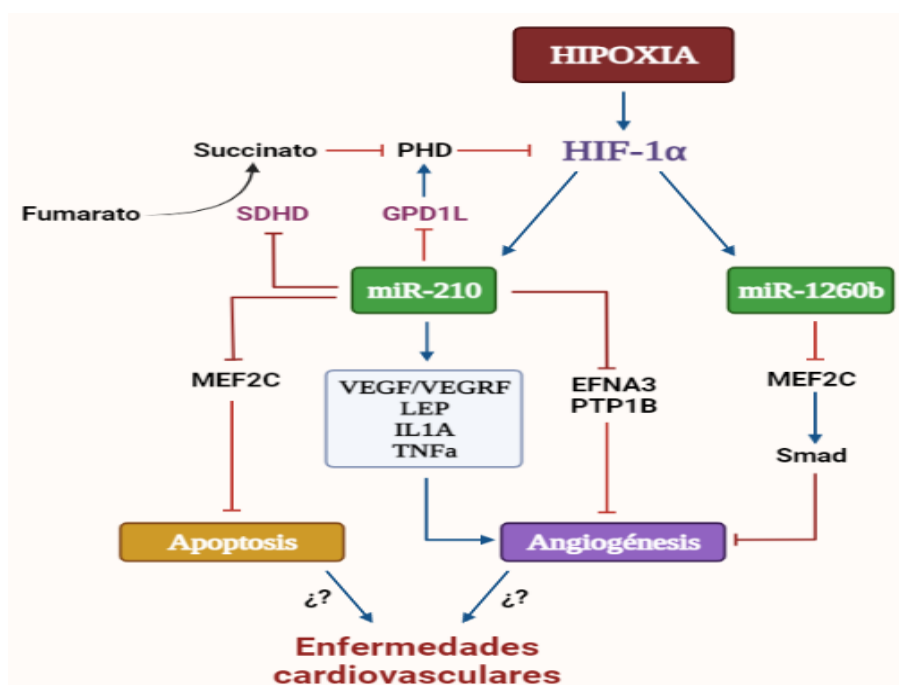 HIPOXIA
Succinato
PHD
HIF-1α
Fumarato
SDHD
GPD1L
miR-210
miR-1260b
MEF2C
VEGF/VEGRF
LEP
IL1A
TNFa
EFNA3
PTP1B
MEF2C
Smad
Apoptosis
Angiogénesis
¿?
¿?
Enfermedades
cardiovasculares